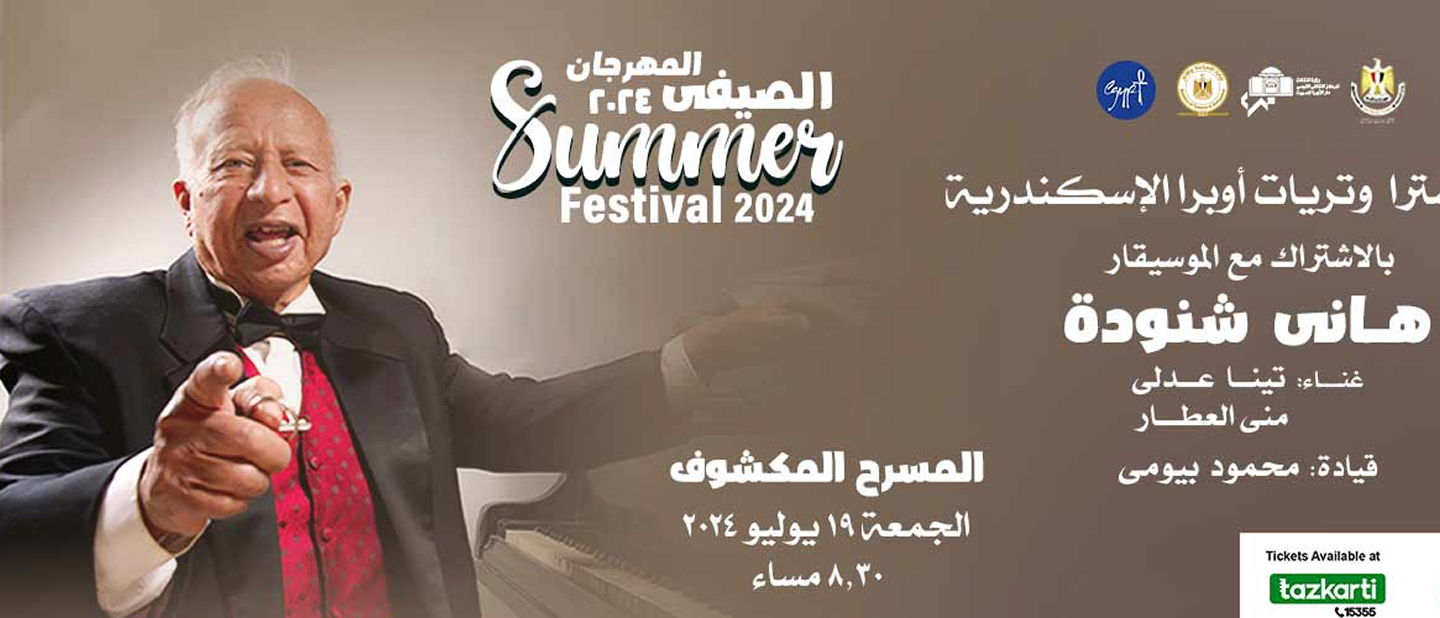 المهرجان
الصيفى
٢٠٢٤
Summer
Festival 2024
egypt
وتريات أوبرا الإسكندرية
بالاشتراك مع الموسيقار
هانى شنودة
غناء: تينا عدلى
منى العطار
قيادة: محمود بيومى
المسرح المكشوف
الجمعة ١٩ يوليو ٢٠٢٤
٨,٣٠ مساء
Tickets Available at
tazkarti
15355